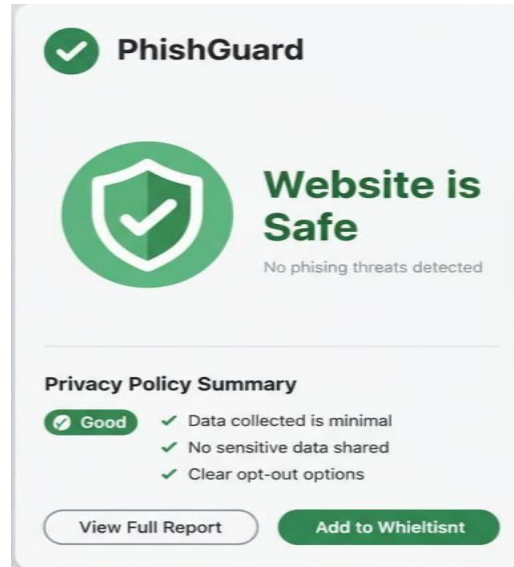 PhishGuard
Website is
Safe
No phising threats detected
Privacy Policy Summary
Good
Data collected is minimal
No sensitive data shared
Clear opt-out options
View Full Report
Add to Whieltisnt